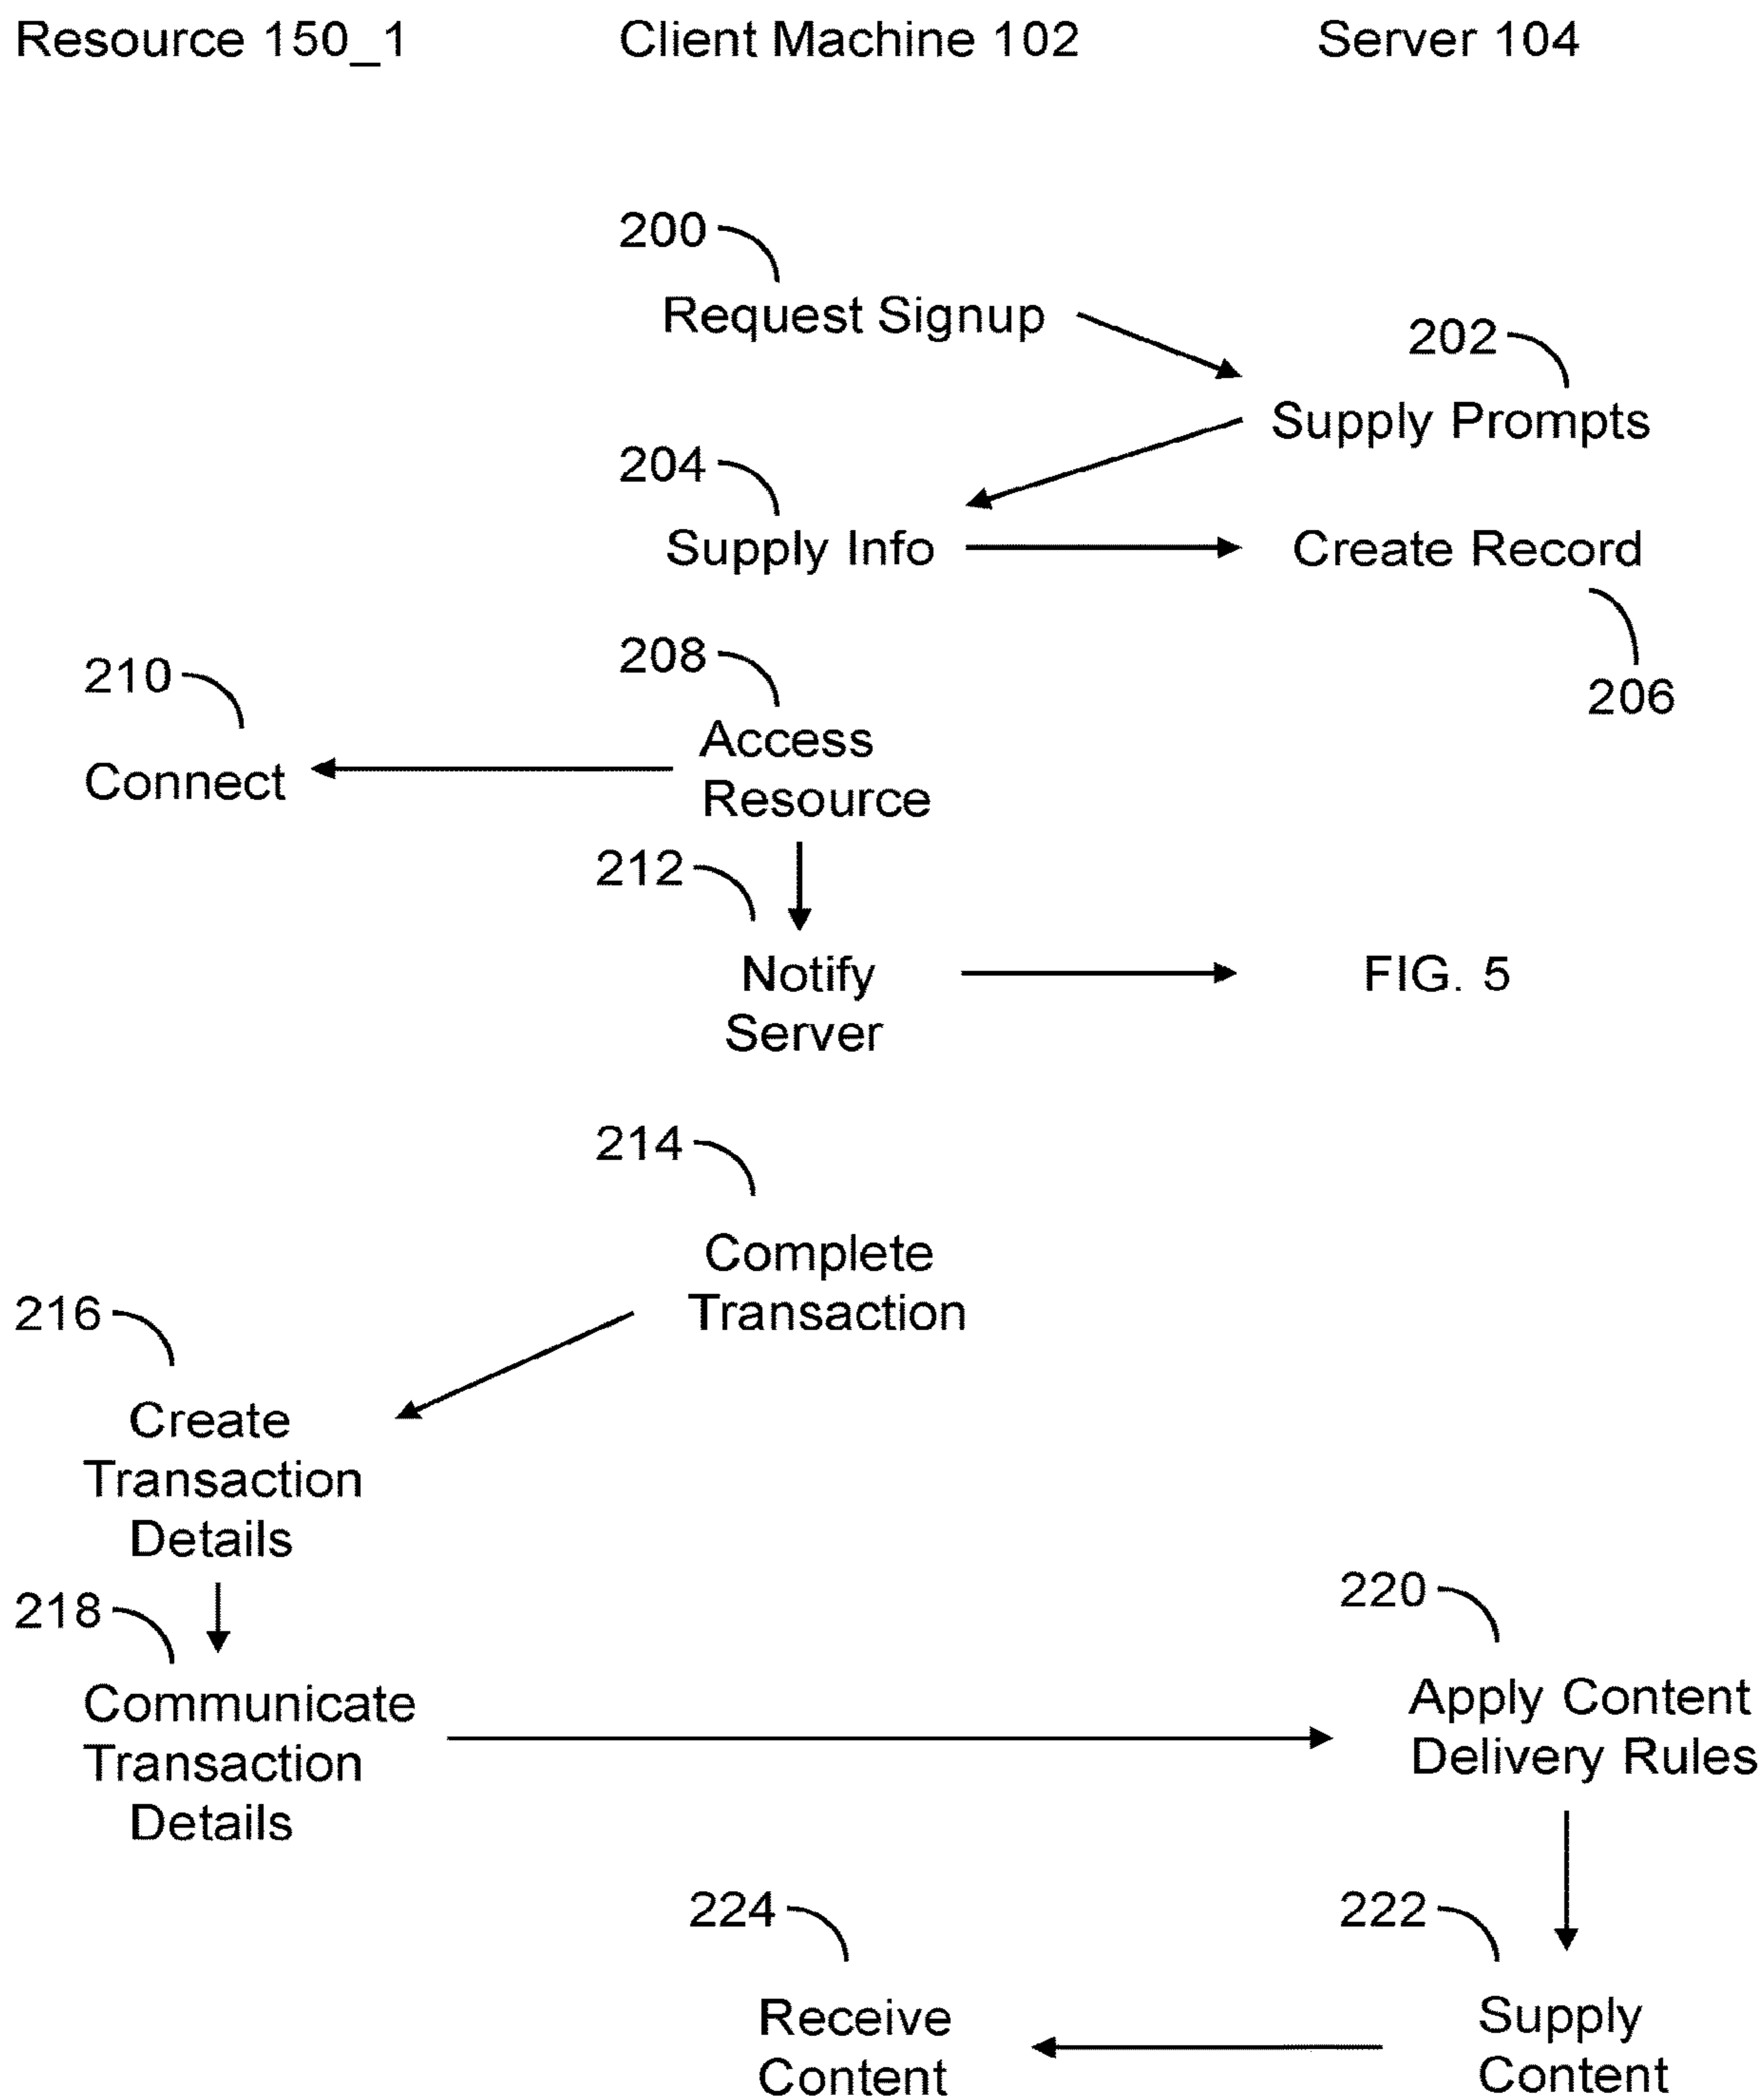 Resource 150_1
Client Machine 102
Server 104
200
Request Signup
202
Supply Prompts
204
Supply Info
Create Record
206
208
210
Access
Resource
Connect
212
Notify
Server
FIG. 5
214
Complete
Transaction
216
Create
Transaction
Details
218
Communicate
Transaction
Details
220
Apply Content
Delivery Rules
222
Supply
Content
224
Receive
Content